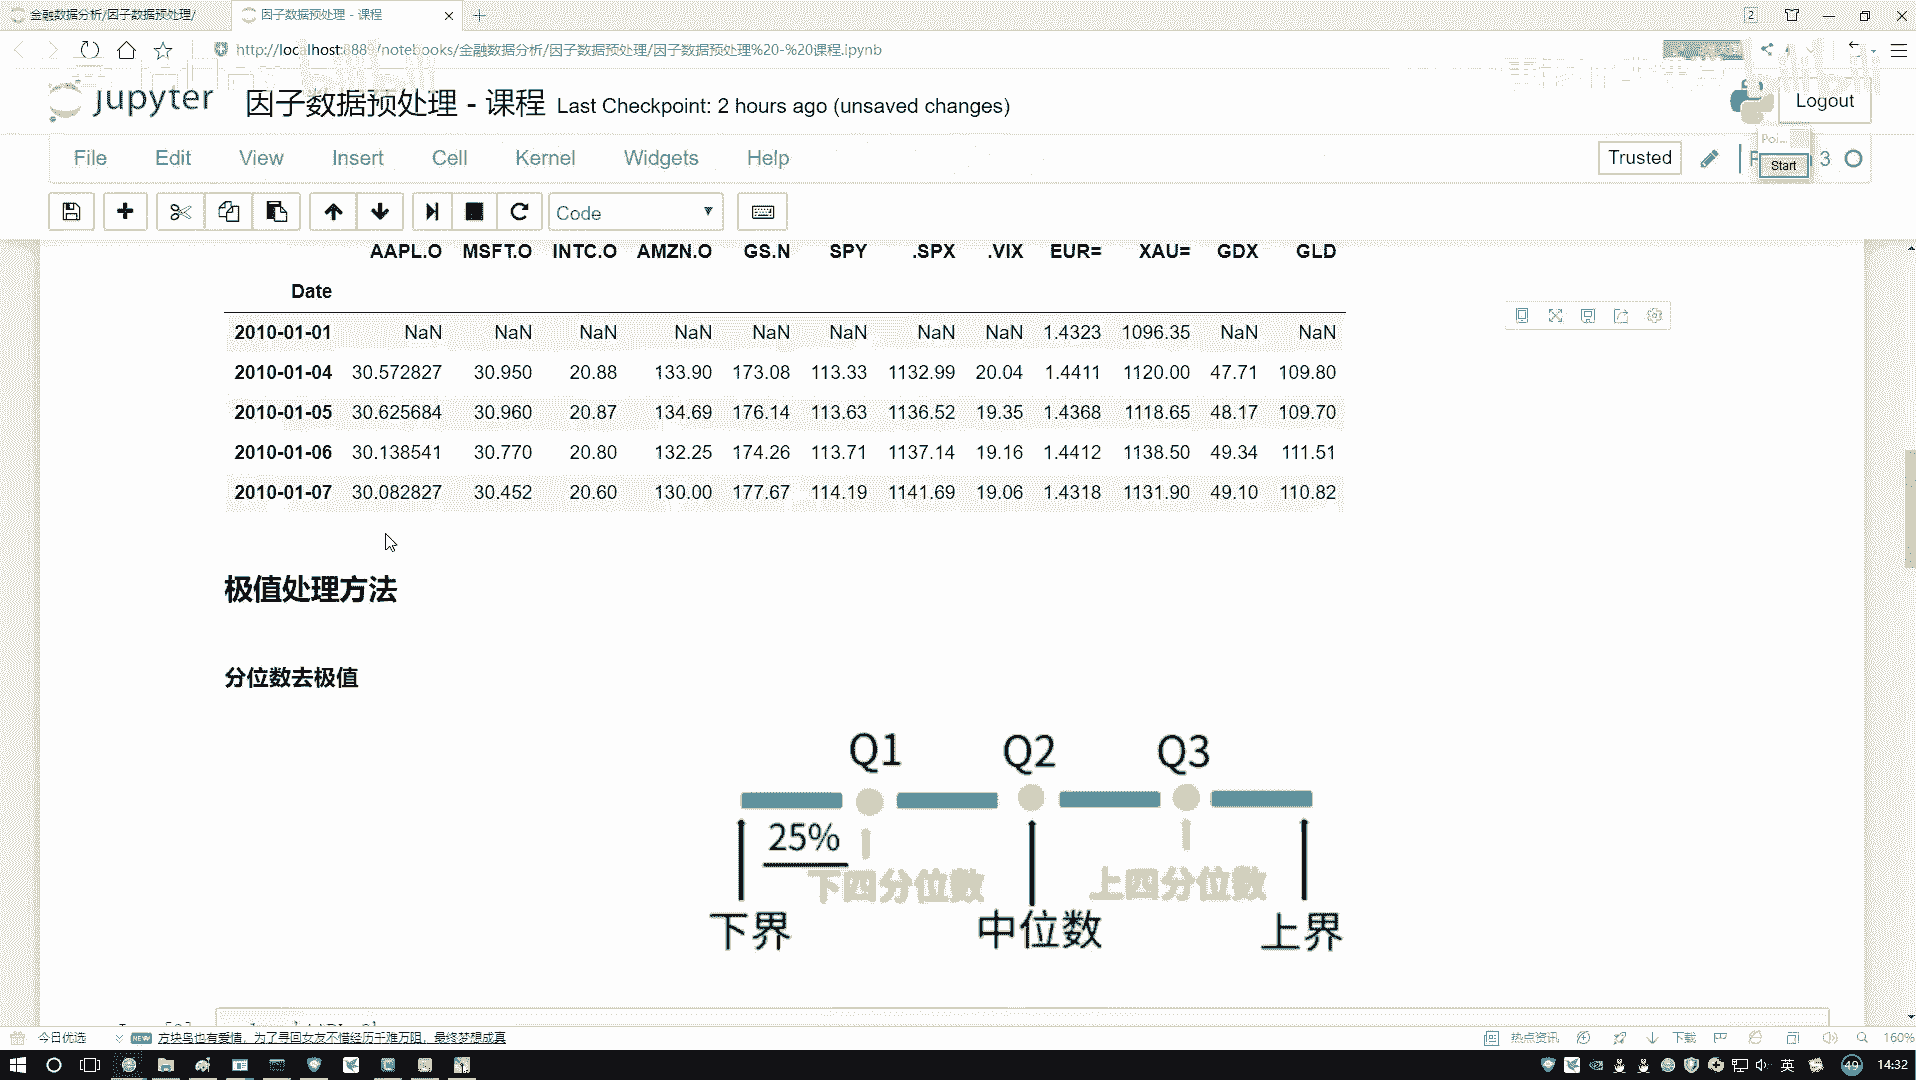 金融数据分析/因子数据预处理/
因子数据预处理 - 课程
2
http://localhost:8889/notebooks/金融数据分析/因子数据预处理/因子数据预处理%20-%20课程.ipynb
jupyter
因子数据预处理 - 课程 Last Checkpoint: 2 hours ago (unsaved changes)
Logout
File Edit View Insert Cell Kernel Widgets Help
Trusted
Start
3
Code
AAPL.O MSFT.O INTC.O AMZN.O GS.N SPY .SPX .VIX EUR= XAU= GDX GLD
Date
2010-01-01 NaN NaN NaN NaN NaN NaN NaN NaN 1.4323 1096.35 NaN NaN
2010-01-04 30.572827 30.950 20.88 133.90 173.08 113.33 1132.99 20.04 1.4411 1120.00 47.71 109.80
2010-01-05 30.625684 30.960 20.87 134.69 176.14 113.63 1136.52 19.35 1.4368 1118.65 48.17 109.70
2010-01-06 30.138541 30.770 20.80 132.25 174.26 113.71 1137.14 19.16 1.4412 1138.50 49.34 111.51
2010-01-07 30.082827 30.452 20.60 130.00 177.67 114.19 1141.69 19.06 1.4318 1131.90 49.10 110.82
极值处理方法
分位数去极值
Q1 Q2 Q3
25%
下四分位数 上四分位数
下界 中位数 上界
今日优选
NEW
方块鸟也有爱情，为了寻回女友不惜经历千难万阻，最终梦想成真
热点资讯
下载
160%
英
49
14:32